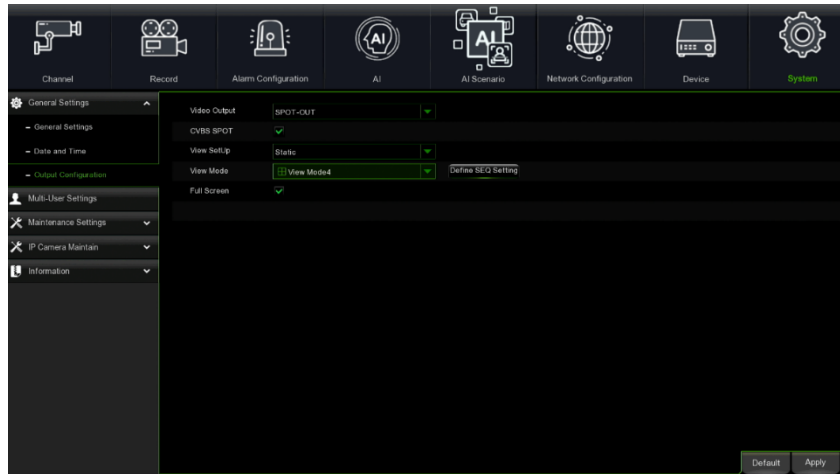 AI
AI
Channel
Record
Alarm Configuration
AI
AI Scenario
Network Configuration
Device
System
General Settings
– General Settings
– Date and Time
– Output Configuration
Multi-User Settings
Maintenance Settings
IP Camera Maintain
Information
Video Output SPOT-OUT
CVBS SPOT
View SetUp Static
View Mode View Mode4 Define SEQ Setting
Full Screen
Default Apply